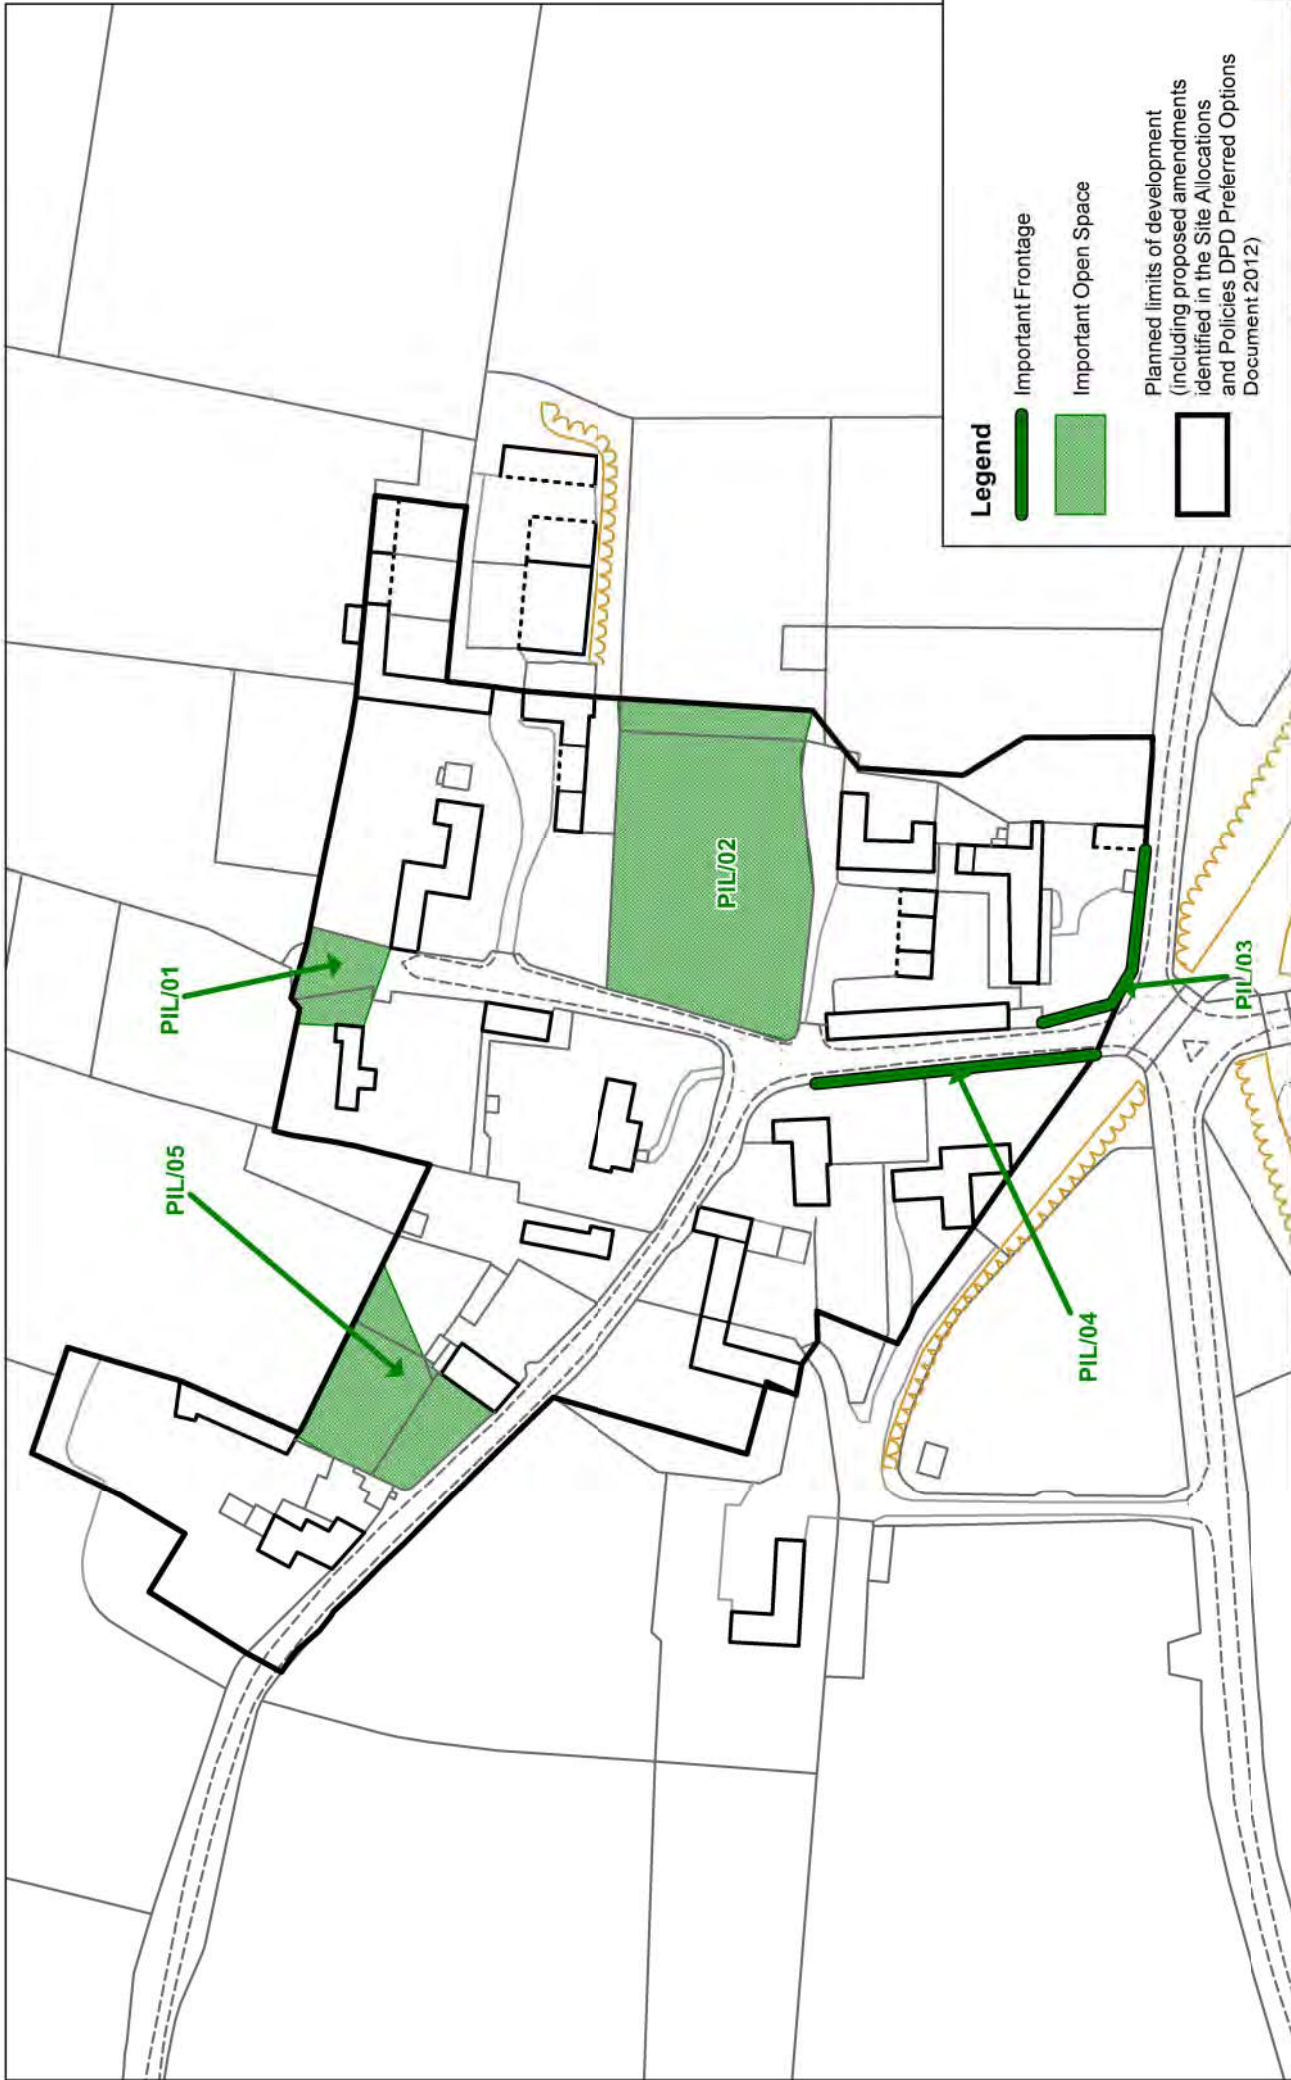 PIL/01
PIL/05
PIL/02
PIL/03
PIL/04
Legend
Important Frontage
Important Open Space
Planned limits of development
(including proposed amendments
identified in the Site Allocations
and Policies DPD Preferred Options
Document 2012)